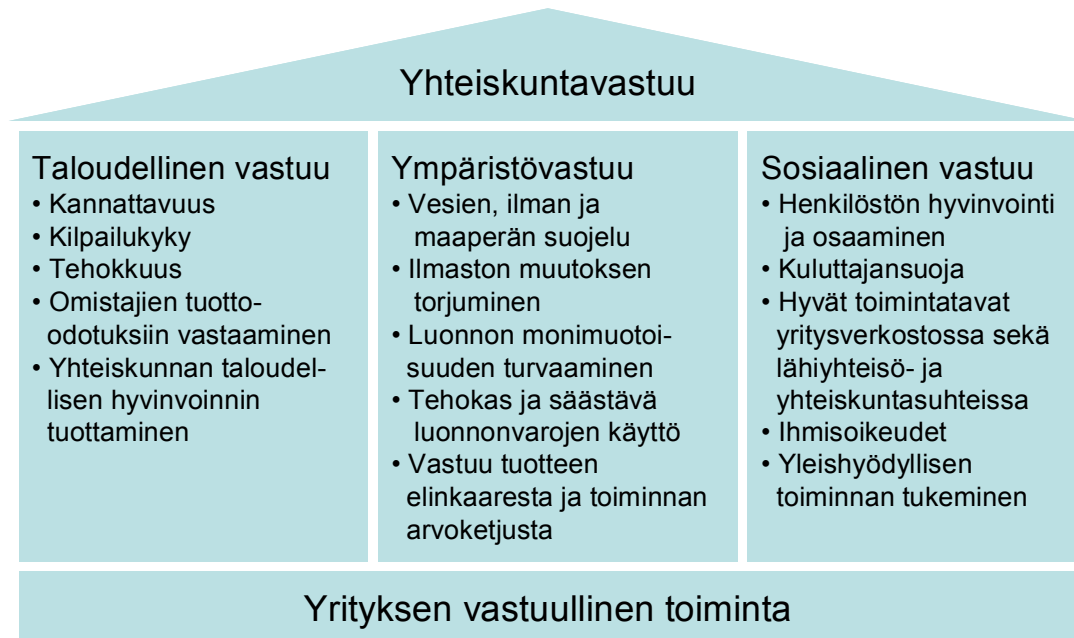 Yhteiskuntavastuu
Taloudellinen vastuu
• Kannattavuus
• Kilpailukyky
• Tehokkuus
• Omistajien tuotto-
odotuksiin vastaaminen
• Yhteiskunnan taloudel-
lisen hyvinvoinnin
tuottaminen
Ympäristövastuu
• Vesien, ilman ja
maaperän suojelu
• Ilmaston muutoksen
torjuminen
• Luonnon monimuotoi-
suuden turvaaminen
• Tehokas ja säästävä
luonnonvarojen käyttö
• Vastuu tuotteen
elinkaaresta ja toiminnan
arvoketjusta
Sosiaalinen vastuu
• Henkilöstön hyvinvointi
ja osaaminen
• Kuluttajansuoja
• Hyvät toimintatavat
yritysverkostossa sekä
lähiyhteisö- ja
yhteiskuntasuhteissa
• Ihmisoikeudet
• Yleishyödyllisen
toiminnan tukeminen
Yrityksen vastuullinen toiminta